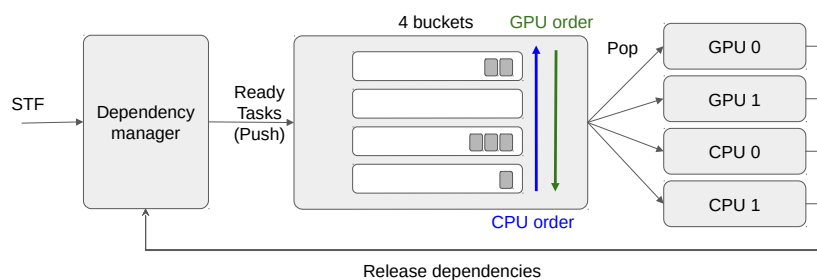 4 buckets
GPU order
STF
Dependency
manager
Ready
Tasks
(Push)
Pop
GPU 0
GPU 1
CPU 0
CPU 1
CPU order
Release dependencies